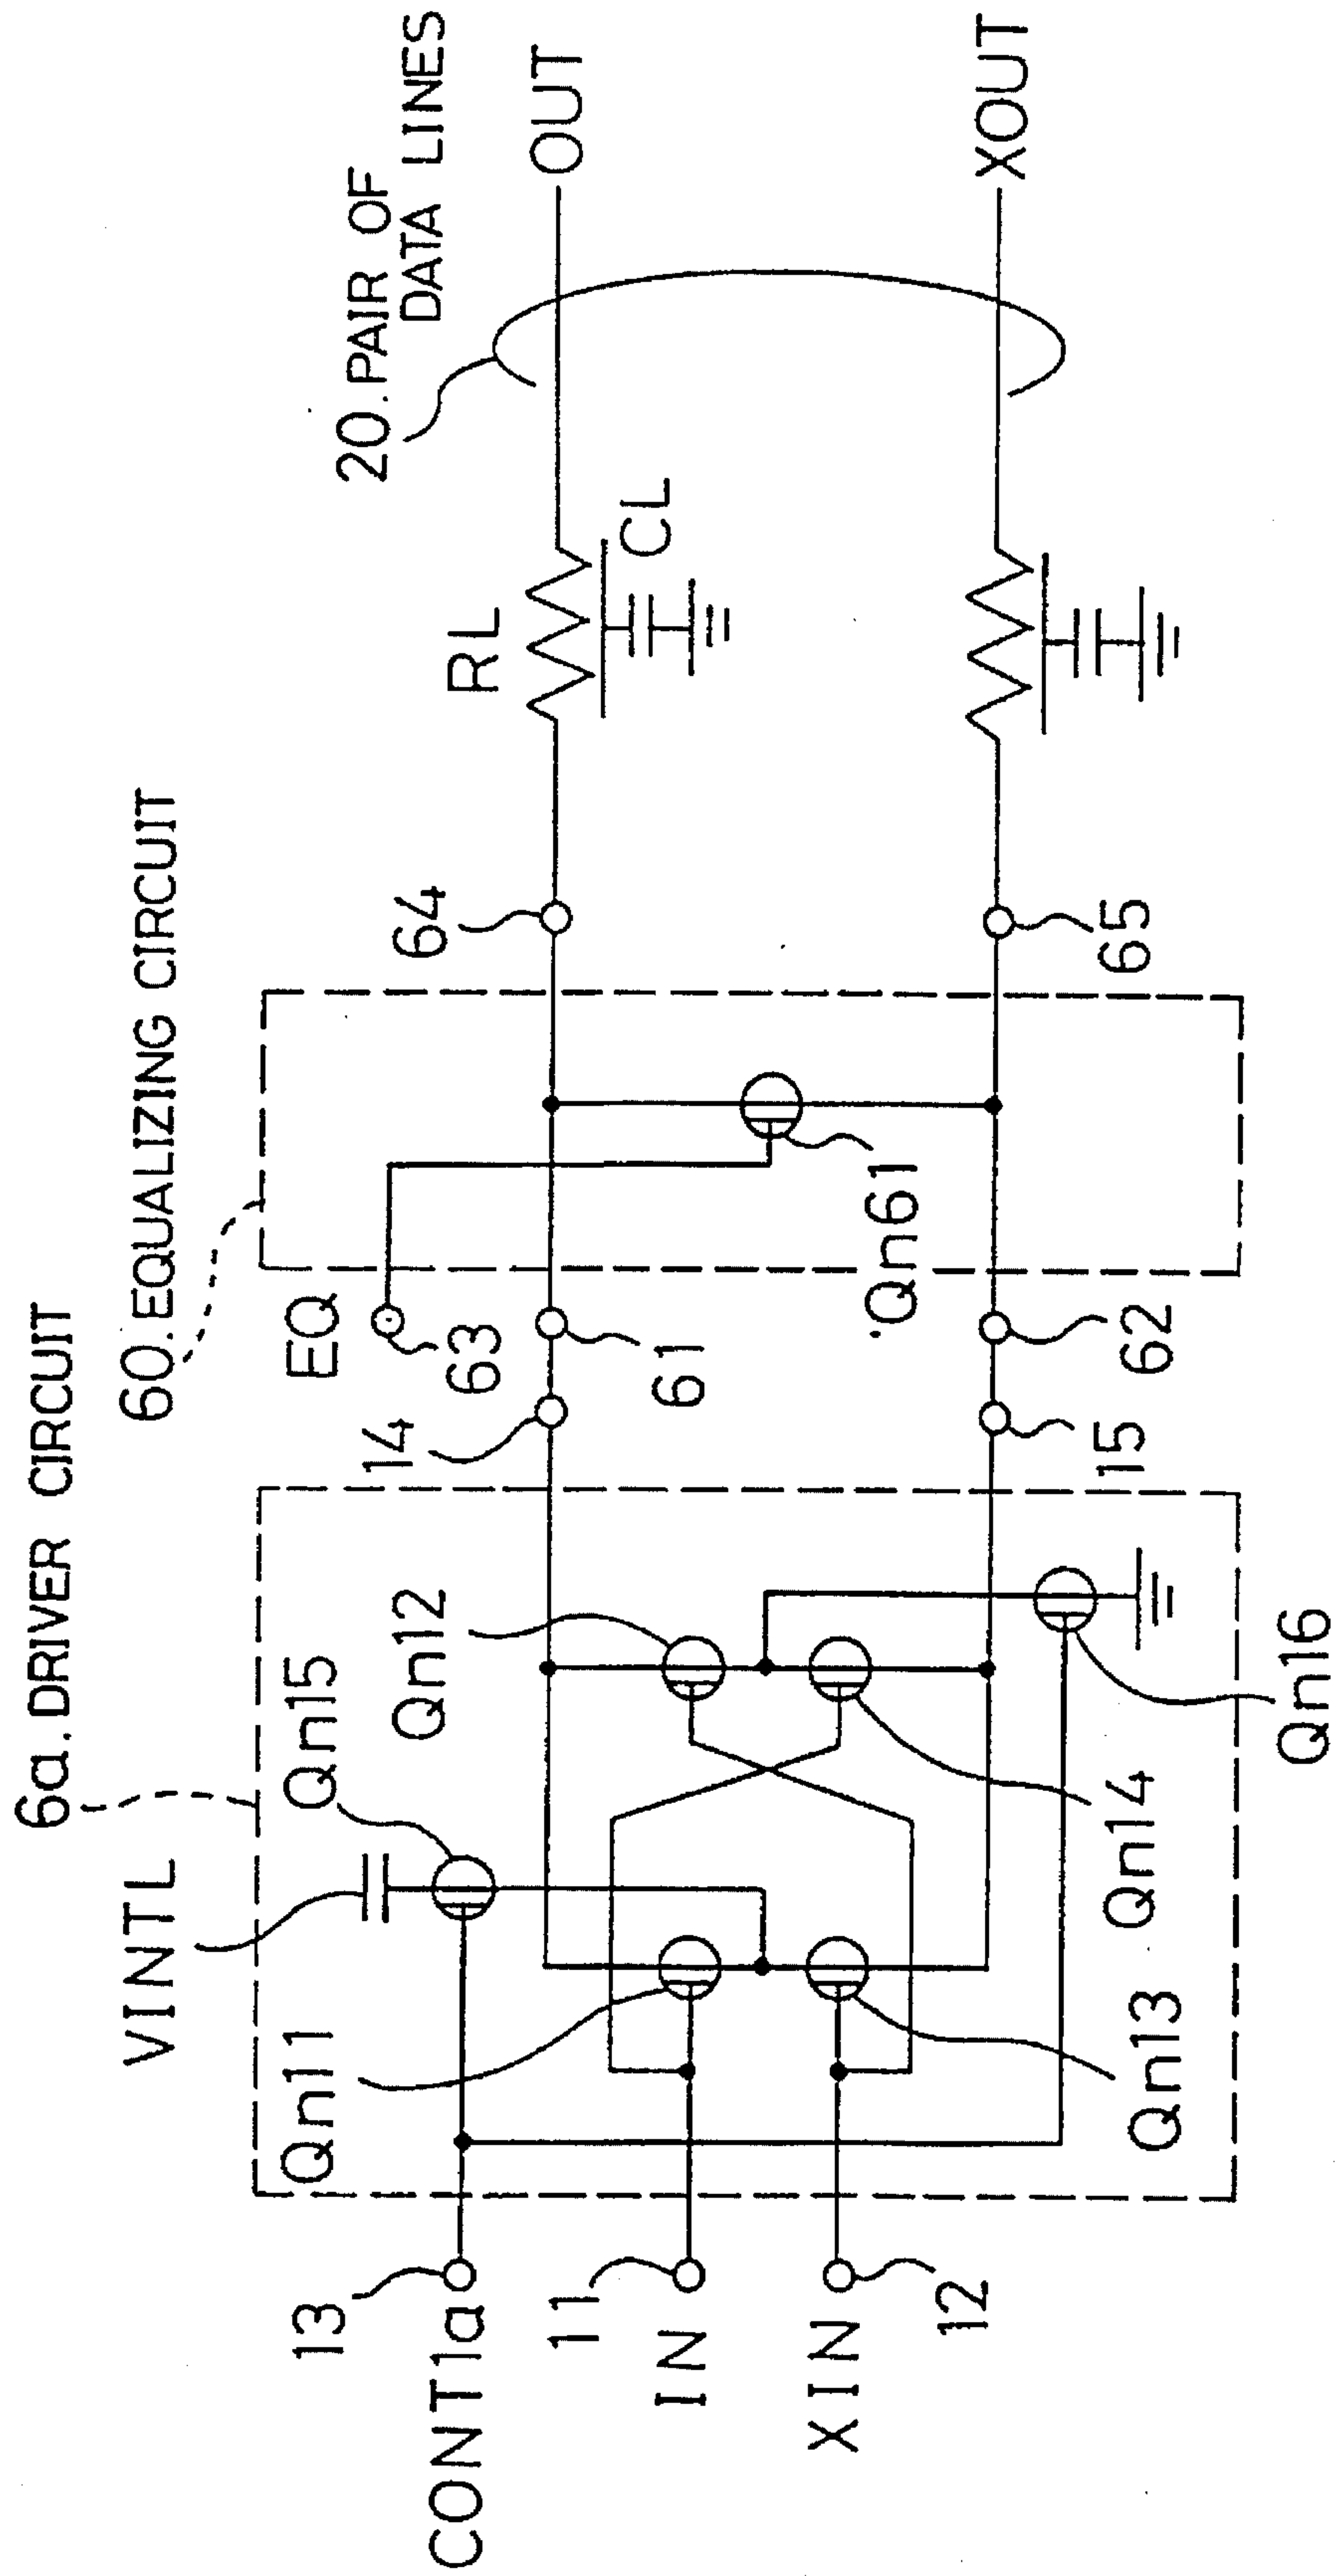 6a. DRIVER CIRCUIT
60. EQUALIZING CIRCUIT
20. PAIR OF
DATA LINES
VINTL
Qn15
Qn12
Qn11
13
CONT1a
11
IN
XIN
12
Qn13
Qn14
Qn16
14
15
EQ
63
61
62
Qn61
64
65
RL
CL
OUT
XOUT